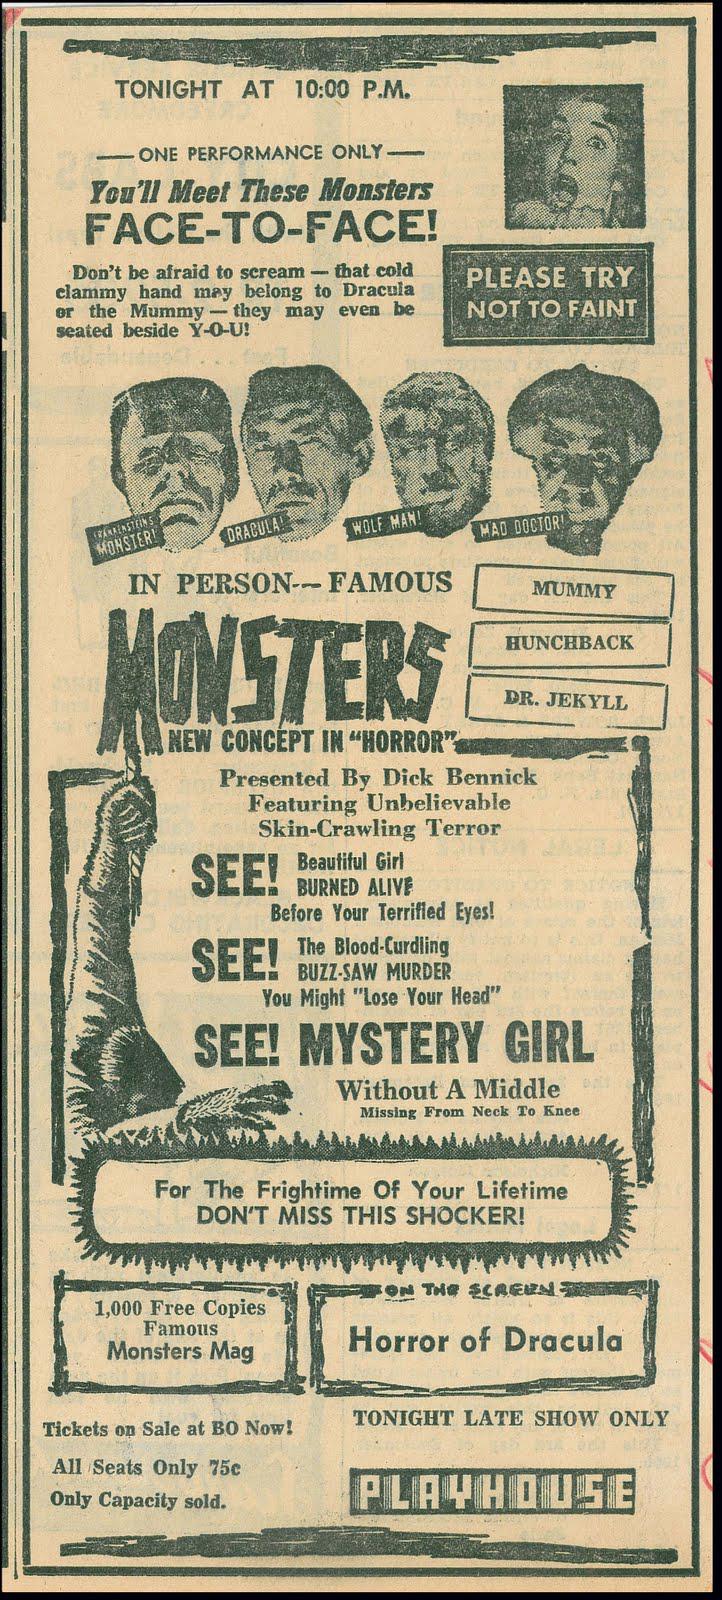 TONIGHT AT 10:00 P.M.
ONE PERFORMANCE ONLY
You'll Meet These Monsters
FACE-TO-FACE!
Don't be afraid to scream — that cold
clammy hand may belong to Dracula
or the Mummy — they may even be
seated beside Y-O-U!
PLEASE TRY
NOT TO FAINT
FRANKENSTEIN'S
MONSTER!
DRACULA!
WOLF MAN!
MAD DOCTOR!
IN PERSON--- FAMOUS
MONSTERS
NEW CONCEPT IN "HORROR"
MUMMY
HUNCHBACK
DR. JEKYLL
Presented By Dick Bennick
Featuring Unbelievable
Skin-Crawling Terror
SEE! Beautiful Girl
BURNED ALIVE
Before Your Terrified Eyes!
SEE! The Blood-Curdling
BUZZ-SAW MURDER
You Might "Lose Your Head"
SEE! MYSTERY GIRL
Without A Middle
Missing From Neck To Knee
For The Frightime Of Your Lifetime
DON'T MISS THIS SHOCKER!
1,000 Free Copies
Famous
Monsters Mag
ON THE SCREEN
Horror of Dracula
Tickets on Sale at BO Now!
All Seats Only 75c
Only Capacity sold.
TONIGHT LATE SHOW ONLY
PLAYHOUSE